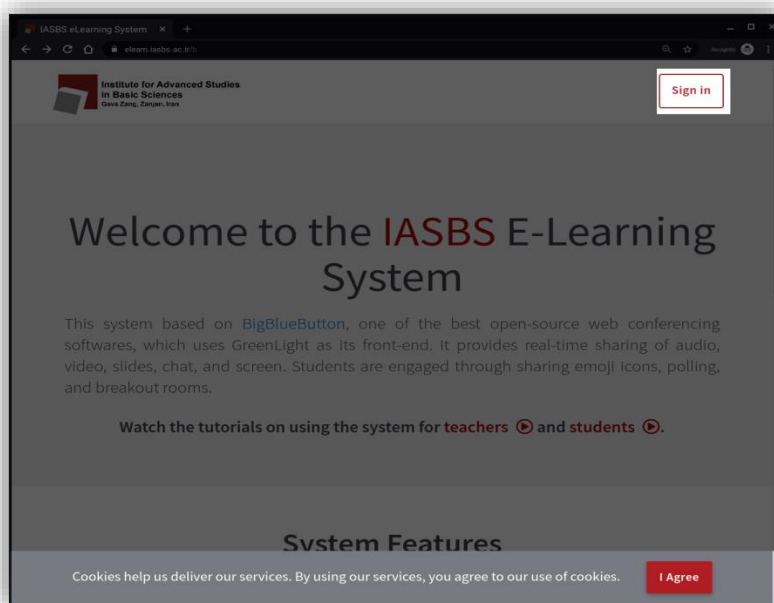 IASBS eLearning System
elearn.iasbs.ac.ir/b
Incognito
Institute for Advanced Studies
in Basic Sciences
Gava Zang, Zanjan, Iran
Sign in
Welcome to the IASBS E-Learning
System
This system based on BigBlueButton, one of the best open-source web conferencing
softwares, which uses GreenLight as its front-end. It provides real-time sharing of audio,
video, slides, chat, and screen. Students are engaged through sharing emoji icons, polling,
and breakout rooms.
Watch the tutorials on using the system for teachers and students.
System Features
Cookies help us deliver our services. By using our services, you agree to our use of cookies.
I Agree